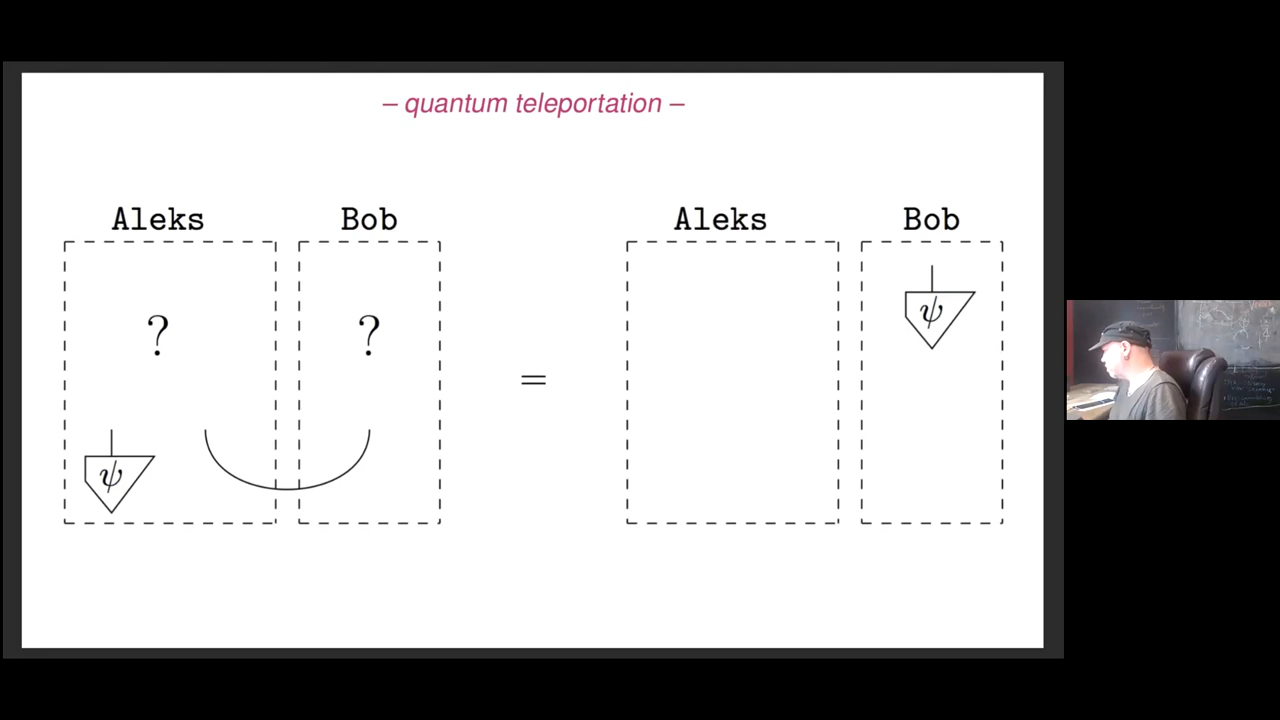 – quantum teleportation –
Aleks Bob Aleks Bob
? ? ψ
=
ψ